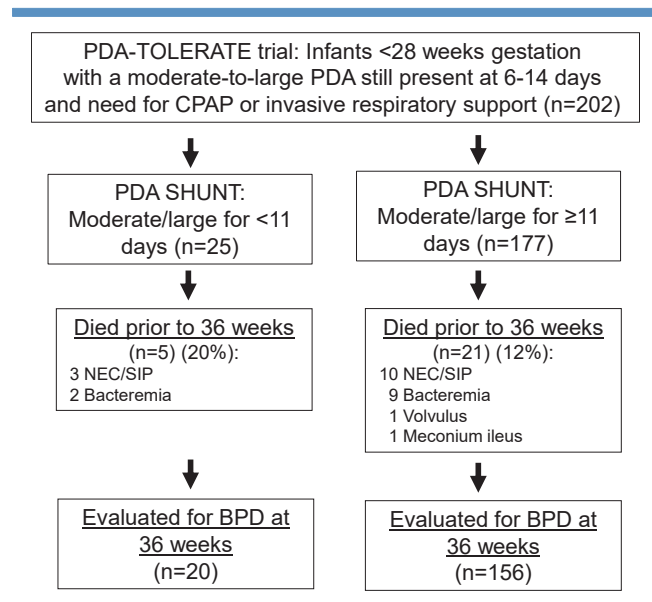 PDA-TOLERATE trial: Infants <28 weeks gestation
with a moderate-to-large PDA still present at 6-14 days
and need for CPAP or invasive respiratory support (n=202)
PDA SHUNT:
Moderate/large for <11
days (n=25)
PDA SHUNT:
Moderate/large for ≥11
days (n=177)
Died prior to 36 weeks
(n=5) (20%):
3 NEC/SIP
2 Bacteremia
Died prior to 36 weeks
(n=21) (12%):
10 NEC/SIP
9 Bacteremia
1 Volvulus
1 Meconium ileus
Evaluated for BPD at
36 weeks
(n=20)
Evaluated for BPD at
36 weeks
(n=156)